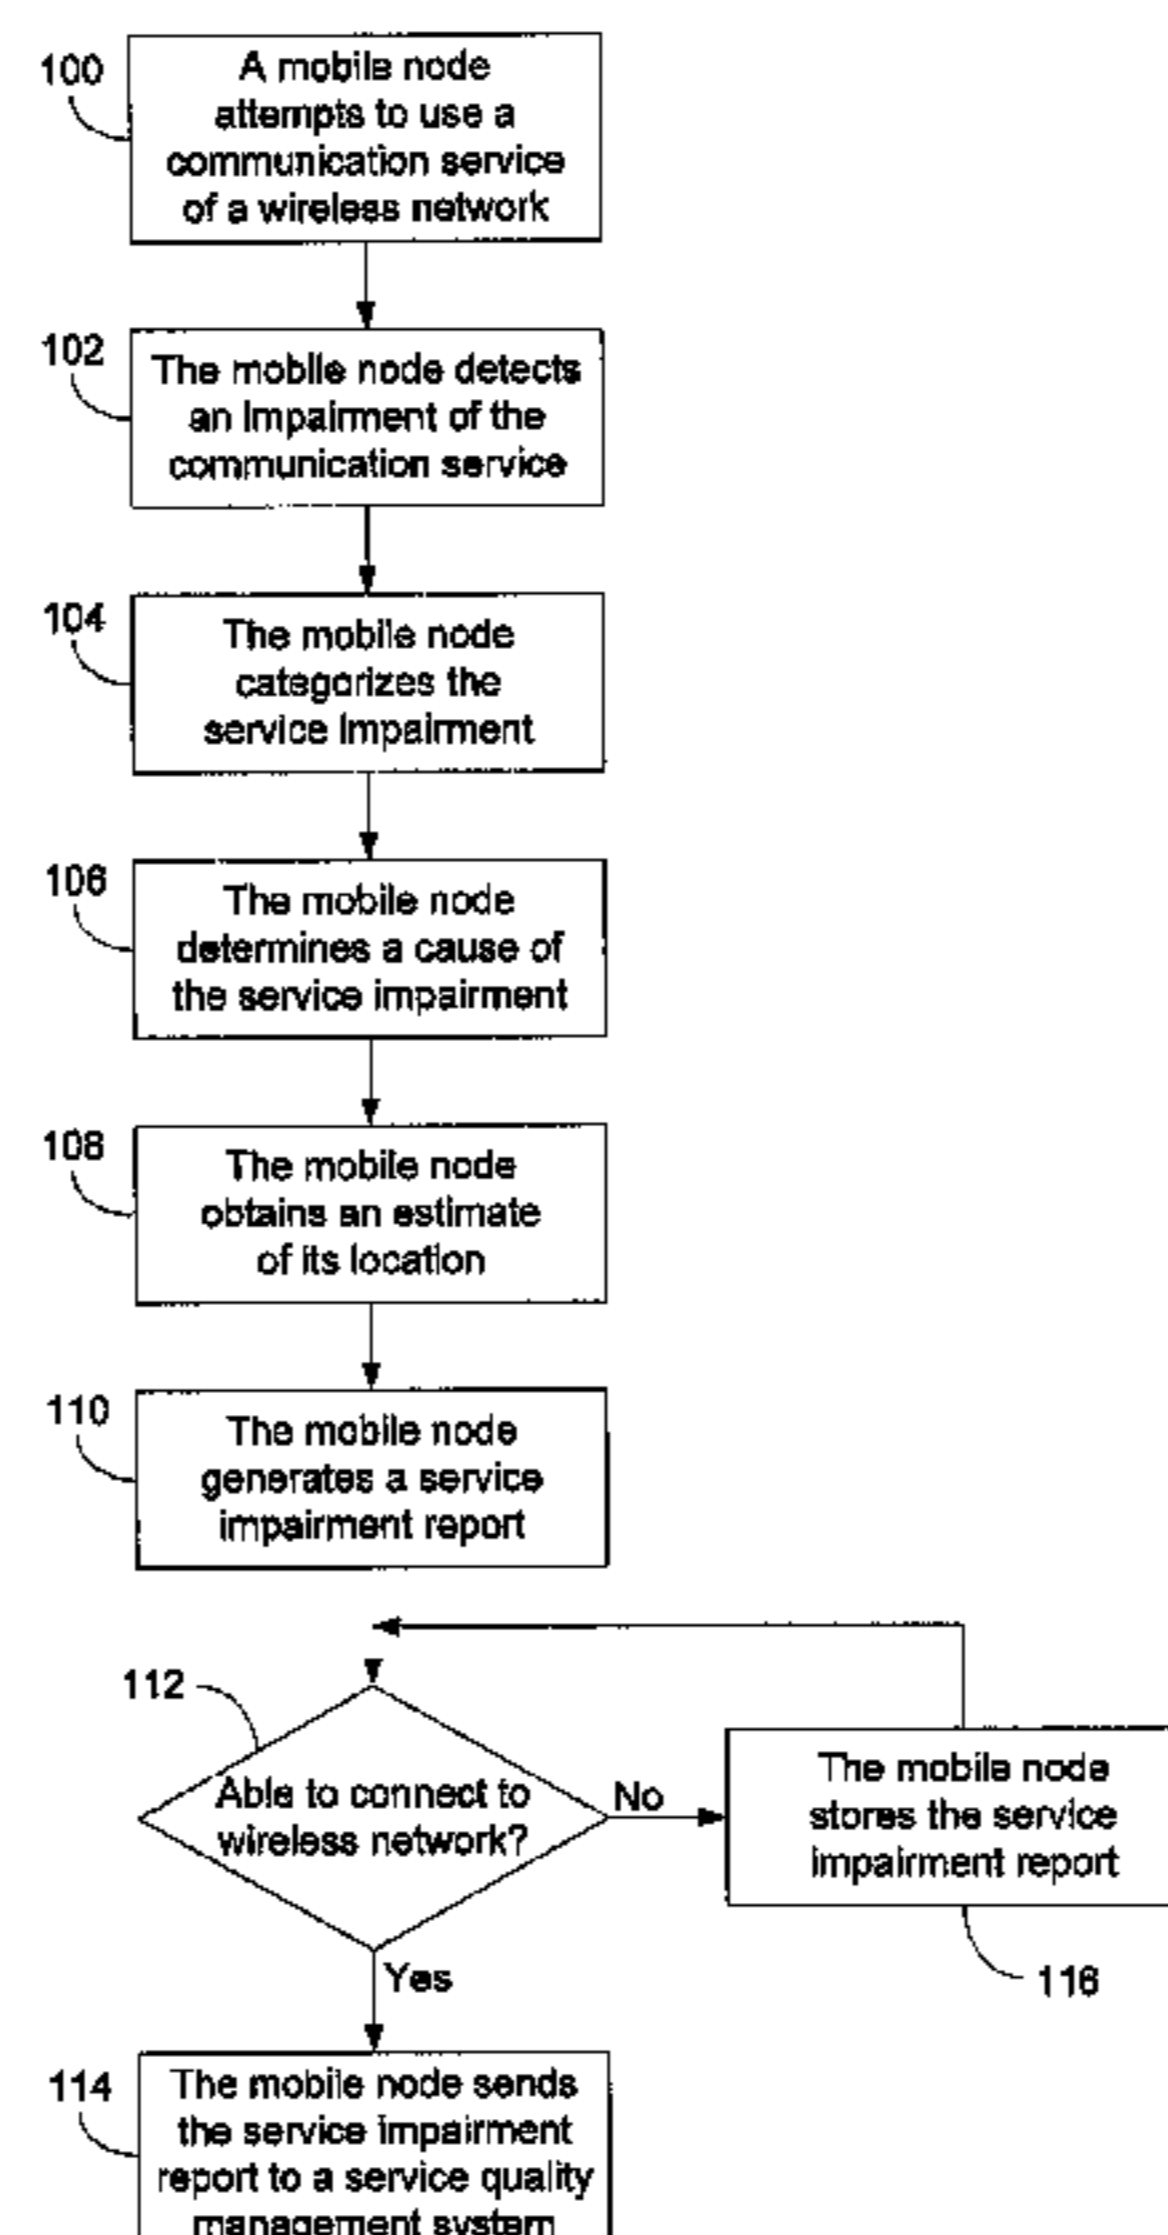 100
A mobile node
attempts to use a
communication service
of a wireless network
102
The mobile node detects
an impairment of the
communication service
104
The mobile node
categorizes the
service impairment
106
The mobile node
determines a cause of
the service impairment
108
The mobile node
obtains an estimate
of its location
110
The mobile node
generates a service
impairment report
112
Able to connect to
wireless network?
No
The mobile node
stores the service
impairment report
116
Yes
114
The mobile node sends
the service impairment
report to a service quality
management system